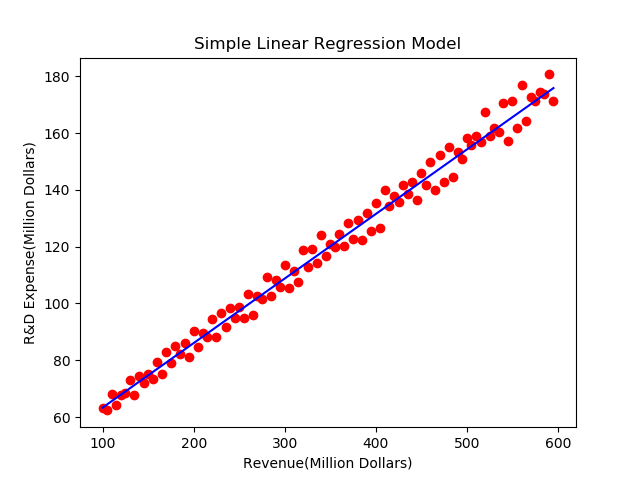 Simple Linear Regression Model
180
160
140
120
100
80
60
R&D Expense(Million Dollars)
100 200 300 400 500 600
Revenue(Million Dollars)